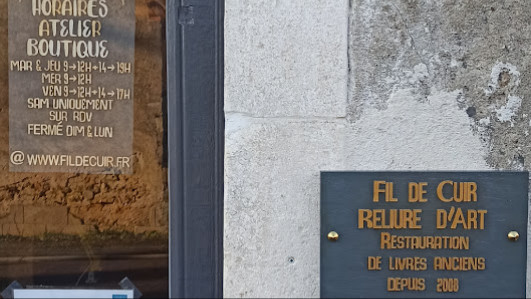 HORAIRES
ATELIER
BOUTIQUE
MAR & JEU 9→12H • 14→19H
MER 9→12H
VEN 9→12H • 14→17H
SAM UNIQUEMENT
SUR RDV
FERMÉ DIM & LUN
@ WWW.FILDECUIR.FR
FIL DE CUIR
RELIURE D'ART
RESTAURATION
DE LIVRES ANCIENS
DEPUIS 2008